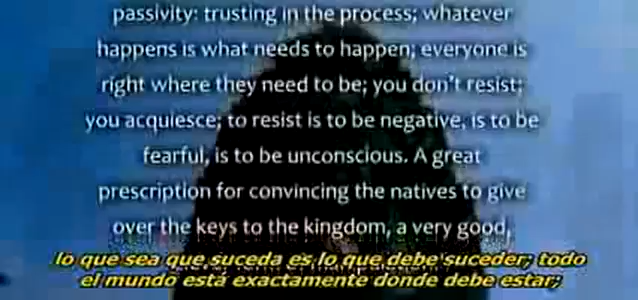 passivity: trusting in the process; whatever
happens is what needs to happen; everyone is
right where they need to be; you don't resist;
you acquiesce; to resist is to be negative, is to be
fearful, is to be unconscious. A great
prescription for convincing the natives to give
over the keys to the kingdom, a very good,
lo que sea que suceda es lo que debe suceder; todo
el mundo está exactamente donde debe estar;